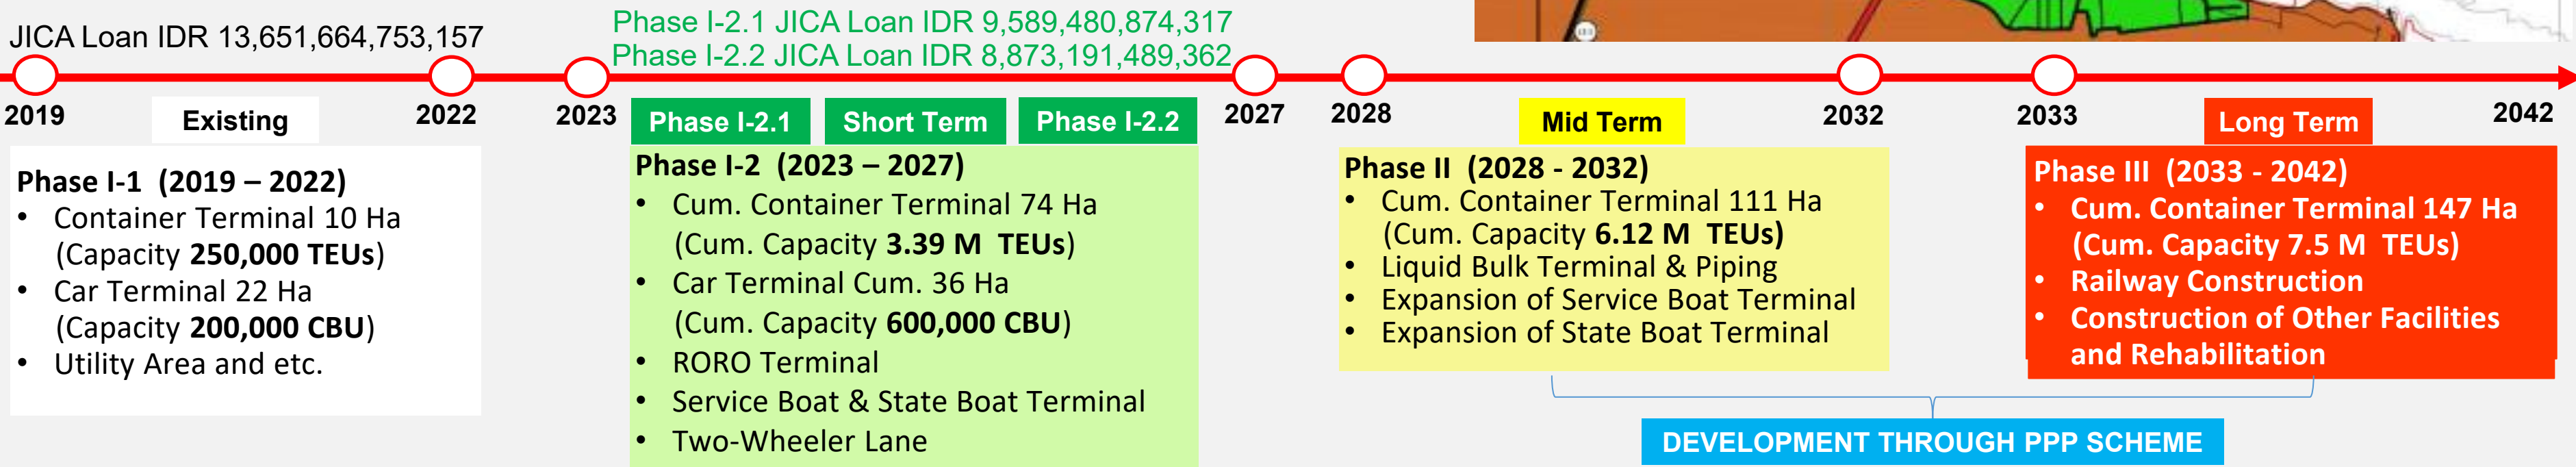 JICA Loan IDR 13,651,664,753,157
Phase I-2.1 JICA Loan IDR 9,589,480,874,317
Phase I-2.2 JICA Loan IDR 8,873,191,489,362
2019
Existing
2022
2023
Phase I-2.1
Short Term
Phase I-2.2
2027
2028
Mid Term
2032
2033
Long Term
2042
Phase I-1 (2019 – 2022)
• Container Terminal 10 Ha
(Capacity 250,000 TEUs)
• Car Terminal 22 Ha
(Capacity 200,000 CBU)
• Utility Area and etc.
Phase I-2 (2023 – 2027)
• Cum. Container Terminal 74 Ha
(Cum. Capacity 3.39 M TEUs)
• Car Terminal Cum. 36 Ha
(Cum. Capacity 600,000 CBU)
• RORO Terminal
• Service Boat & State Boat Terminal
• Two-Wheeler Lane
Phase II (2028 - 2032)
• Cum. Container Terminal 111 Ha
(Cum. Capacity 6.12 M TEUs)
• Liquid Bulk Terminal & Piping
• Expansion of Service Boat Terminal
• Expansion of State Boat Terminal
Phase III (2033 - 2042)
• Cum. Container Terminal 147 Ha
(Cum. Capacity 7.5 M TEUs)
• Railway Construction
• Construction of Other Facilities
and Rehabilitation
DEVELOPMENT THROUGH PPP SCHEME